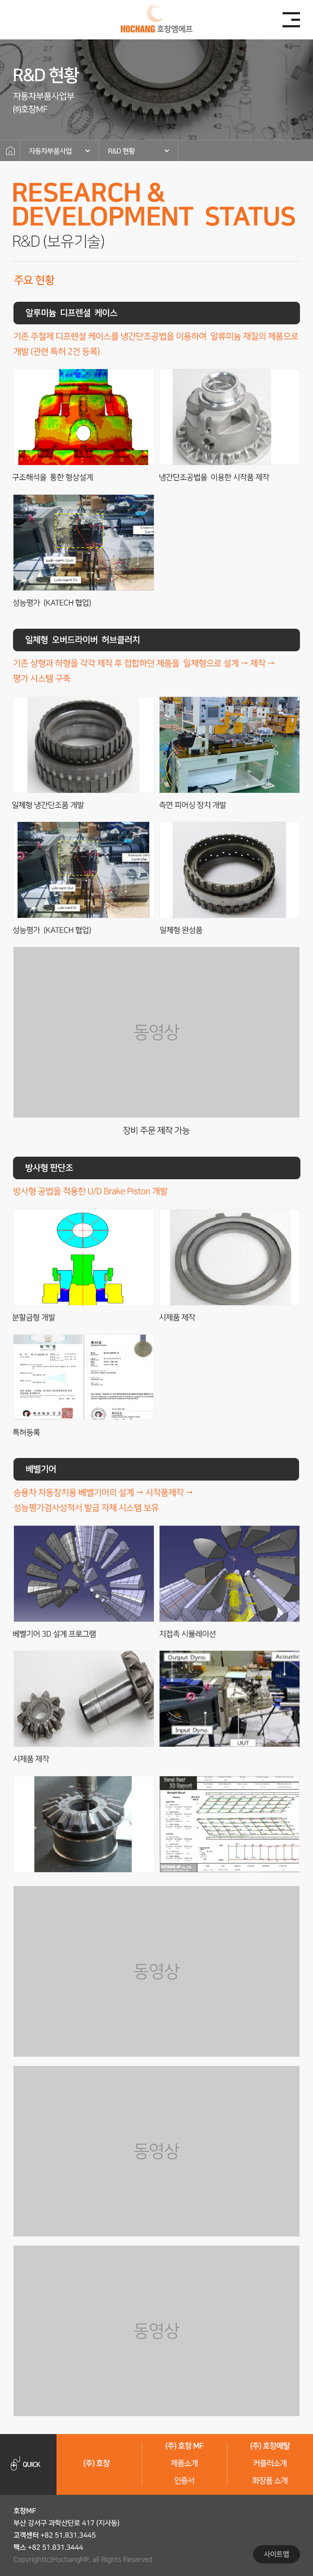 HOCHANG 호창엠에프
R&D 현황
자동차부품사업부
㈜호창MF
자동차부품사업
R&D 현황
RESEARCH &
DEVELOPMENT STATUS
R&D (보유기술)
주요 현황
알루미늄 디프렌셜 케이스
기존 주철제 디프렌셜 케이스를 냉간단조공법을 이용하여 알류미늄 재질의 제품으로
개발 (관련 특허 2건 등록)
구조해석을 통한 형상설계
냉간단조공법을 이용한 시작품 제작
성능평가 (KATECH 협업)
일체형 오버드라이버 허브클러치
기존 상형과 하형을 각각 제작 후 접합하던 제품을 일체형으로 설계 → 제작 →
평가 시스템 구축
일체형 냉간단조품 개발
측면 피어싱 장치 개발
성능평가 (KATECH 협업)
일체형 완성품
동영상
장비 주문 제작 가능
방사형 판단조
방사형 공법을 적용한 U/D Brake Piston 개발
분할금형 개발
시제품 제작
특허등록
베벨기어
승용차 차동장치용 베벨기어의 설계 → 시작품제작 →
성능평가검사성적서 발급 자체 시스템 보유
베벨기어 3D 설계 프로그램
치접촉 시뮬레이션
Output Dyno.
Acoustic
Input Dyno.
UUT
시제품 제작
동영상
동영상
동영상
QUICK
(주) 호창
(주) 호창 MF
제품소개
인증서
(주) 호창메탈
커플러소개
화장품 소개
호창MF
부산 강서구 과학산단로 417 (지사동)
고객센터 +82 51.831.3445
팩스 +82 51.831.3444
Copyright(c)HochangMF. all Rights Reserved
사이트맵